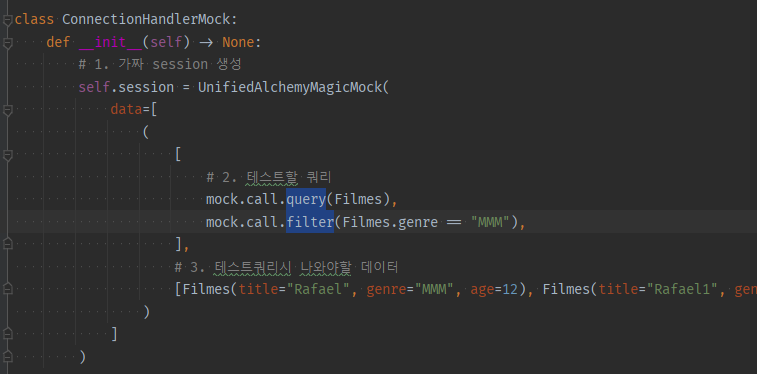 class ConnectionHandlerMock:
def __init__(self) -> None:
# 1. 가짜 session 생성
self.session = UnifiedAlchemyMagicMock(
data=[
(
[
# 2. 테스트할 쿼리
mock.call.query(Filmes),
mock.call.filter(Filmes.genre == "MMM"),
],
# 3. 테스트쿼리시 나와야할 데이터
[Filmes(title="Rafael", genre="MMM", age=12), Filmes(title="Rafael1", gen
)
]
)